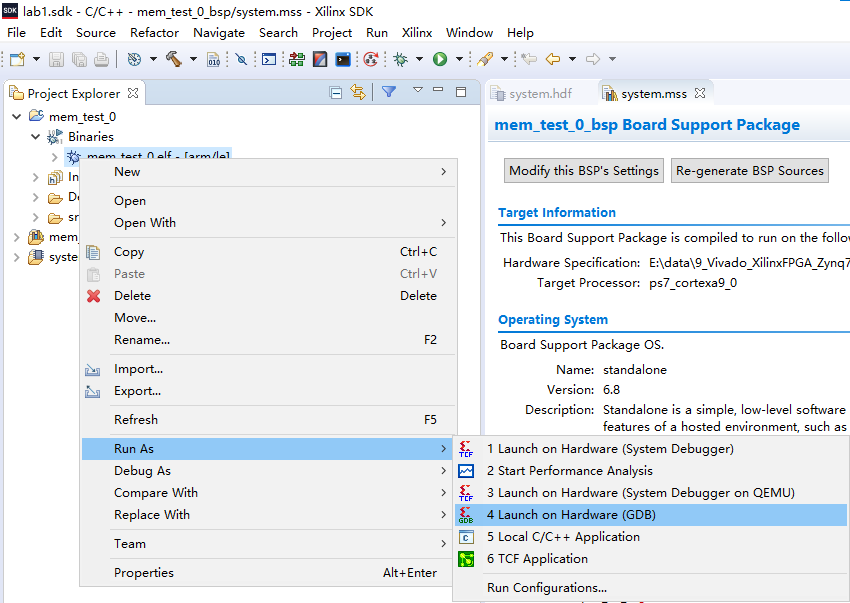 lab1.sdk - C/C++ - mem_test_0_bsp/system.mss - Xilinx SDK
File Edit Source Refactor Navigate Search Project Run Xilinx Window Help
Project Explorer
mem_test_0
Binaries
mem_test_0.elf - [arm/le]
In
De
sr
mem_
syste
New
Open
Open With
Copy Ctrl+C
Paste Ctrl+V
Delete Delete
Move...
Rename... F2
Import...
Export...
Refresh F5
Run As
Debug As
Compare With
Replace With
Team
Properties Alt+Enter
1 Launch on Hardware (System Debugger)
2 Start Performance Analysis
3 Launch on Hardware (System Debugger on QEMU)
4 Launch on Hardware (GDB)
5 Local C/C++ Application
6 TCF Application
Run Configurations...
system.hdf system.mss
mem_test_0_bsp Board Support Package
Modify this BSP's Settings Re-generate BSP Sources
Target Information
This Board Support Package is compiled to run on the follow
Hardware Specification: E:\data\9_Vivado_XilinxFPGA_Zynq7
Target Processor: ps7_cortexa9_0
Operating System
Board Support Package OS.
Name: standalone
Version: 6.8
Description: Standalone is a simple, low-level software
features of a hosted environment, such as